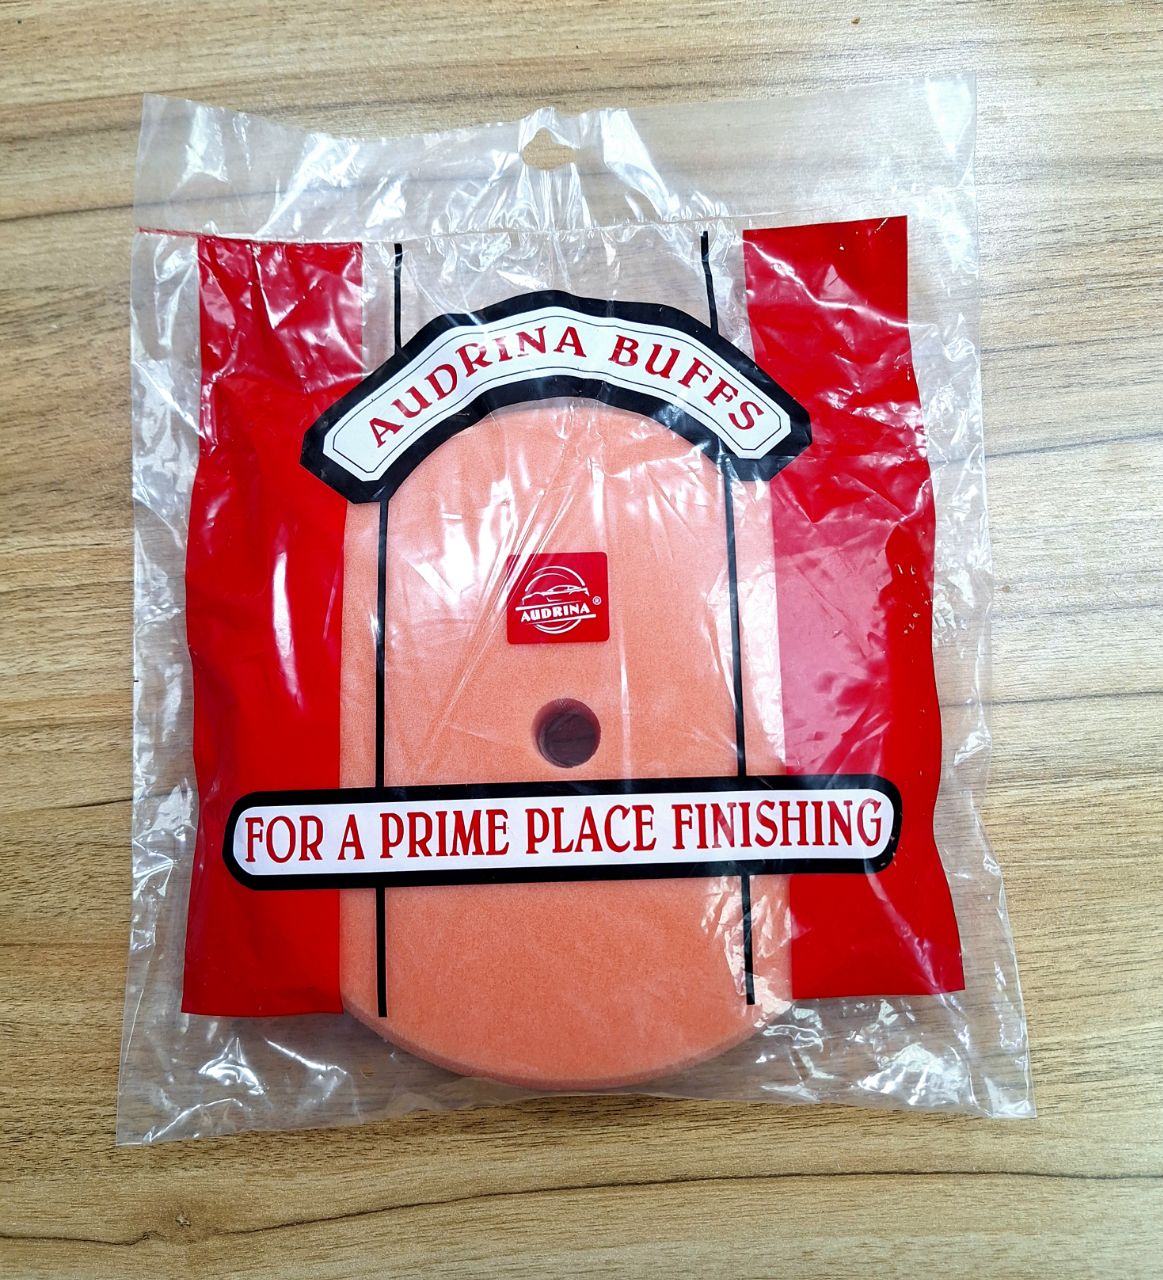 AUDRINA BUFFS
AUDRINA ®
FOR A PRIME PLACE FINISHING